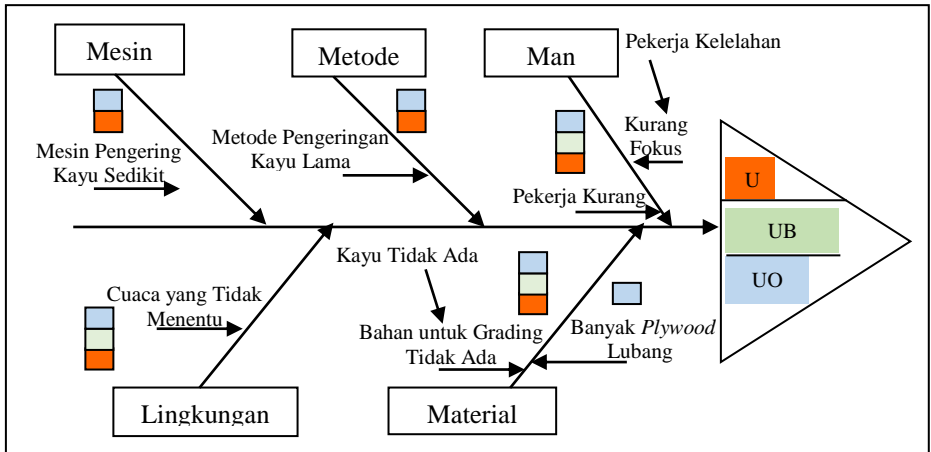 Mesin
Metode
Man
Pekerja Kelelahan
Mesin Pengering
Kayu Sedikit
Metode Pengeringan
Kayu Lama
Kurang
Fokus
Pekerja Kurang
U
UB
UO
Kayu Tidak Ada
Cuaca yang Tidak
Menentu
Bahan untuk Grading
Tidak Ada
Banyak Plywood
Lubang
Lingkungan
Material